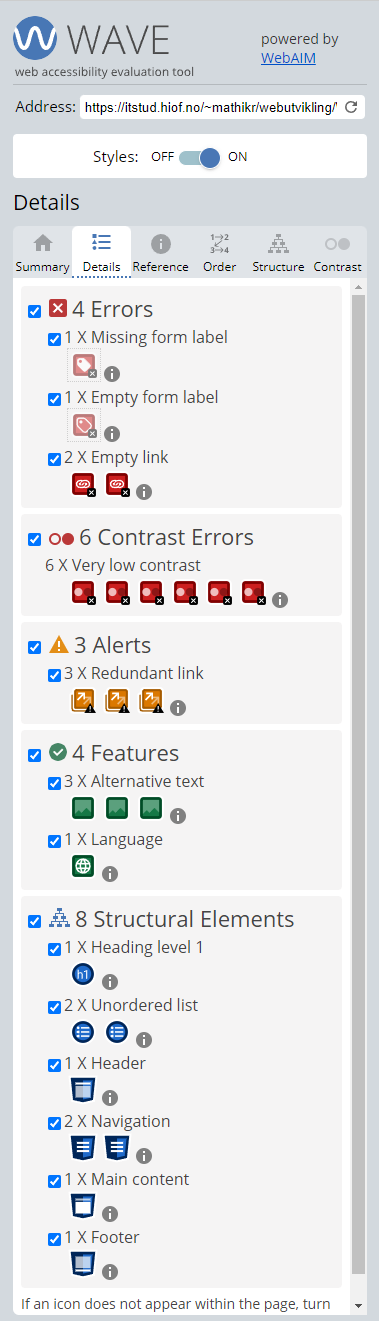 WAVE
web accessibility evaluation tool
powered by
WebAIM
Address: https://itstud.hiof.no/~mathikr/webutvikling/
Styles: OFF ON
Details
Summary Details Reference Order Structure Contrast
4 Errors
1 X Missing form label
1 X Empty form label
2 X Empty link
6 Contrast Errors
6 X Very low contrast
3 Alerts
3 X Redundant link
4 Features
3 X Alternative text
1 X Language
8 Structural Elements
1 X Heading level 1
h1
2 X Unordered list
1 X Header
2 X Navigation
1 X Main content
1 X Footer
If an icon does not appear within the page, turn